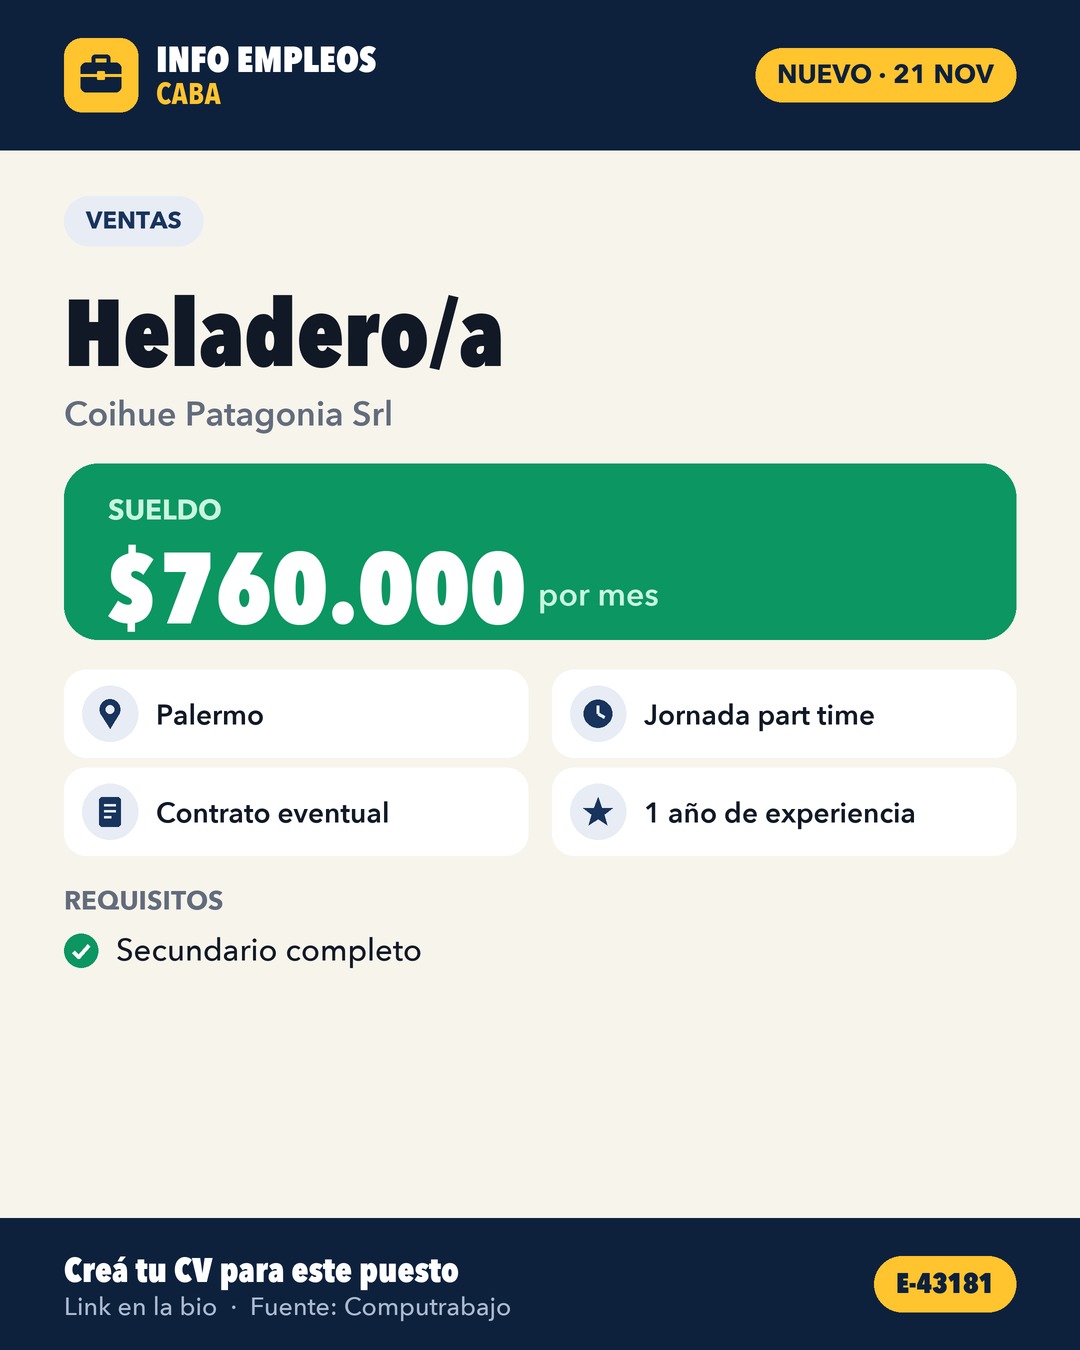 INFO EMPLEOS
CABA
NUEVO · 21 NOV
VENTAS
Heladero/a
Coihue Patagonia Srl
SUELDO
$760.000 por mes
Palermo
Jornada part time
Contrato eventual
1 año de experiencia
REQUISITOS
Secundario completo
Creá tu CV para este puesto
Link en la bio · Fuente: Computrabajo
E-43181